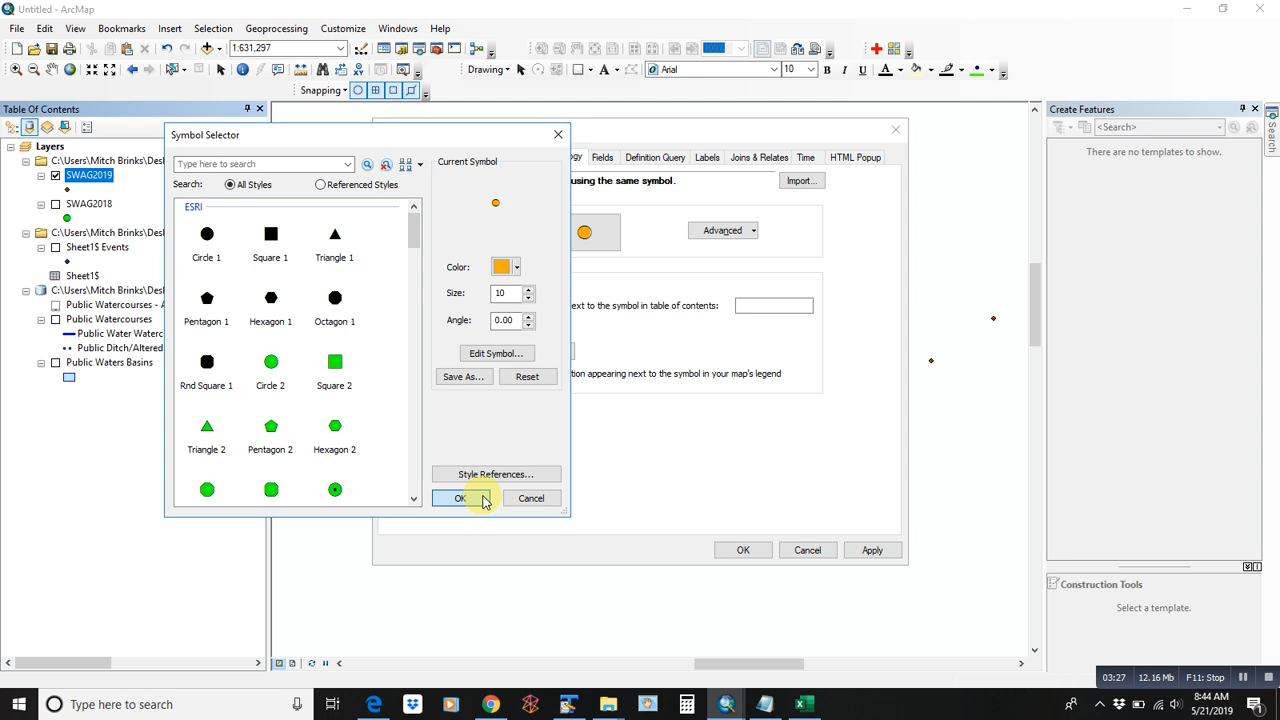 Untitled - ArcMap
File Edit View Bookmarks Insert Selection Geoprocessing Customize Windows Help
1:631,297
Drawing Arial 10 B I U A
Snapping
Table Of Contents
Layers
C:\Users\Mitch Brinks\Des
SWAG2019
SWAG2018
C:\Users\Mitch Brinks\Des
Sheet1$ Events
Sheet1$
C:\Users\Mitch Brinks\Des
Public Watercourses - A
Public Watercourses
Public Water Waterc
Public Ditch/Altered
Public Waters Basins
Symbol Selector
Type here to search
Search: All Styles Referenced Styles
ESRI
Circle 1 Square 1 Triangle 1
Pentagon 1 Hexagon 1 Octagon 1
Rnd Square 1 Circle 2 Square 2
Triangle 2 Pentagon 2 Hexagon 2
Current Symbol
Color:
Size: 10
Angle: 0.00
Edit Symbol...
Save As... Reset
Style References...
OK Cancel
Fields Definition Query Labels Joins & Relates Time HTML Popup
using the same symbol. Import...
Advanced
ext to the symbol in table of contents:
tion appearing next to the symbol in your map's legend
OK Cancel Apply
Create Features
<Search>
There are no templates to show.
Search
Construction Tools
Select a template.
03:27 12.16 Mb F11: Stop
Type here to search
8:44 AM
5/21/2019